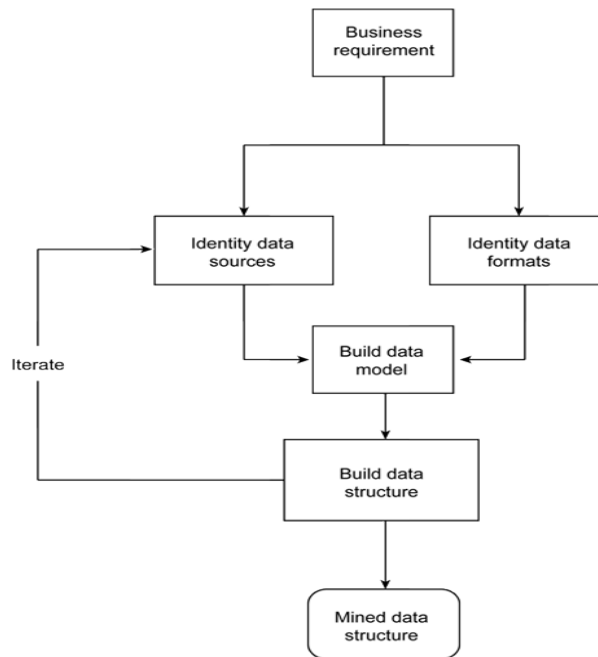 Business
requirement
Identity data
sources
Identity data
formats
Build data
model
Iterate
Build data
structure
Mined data
structure